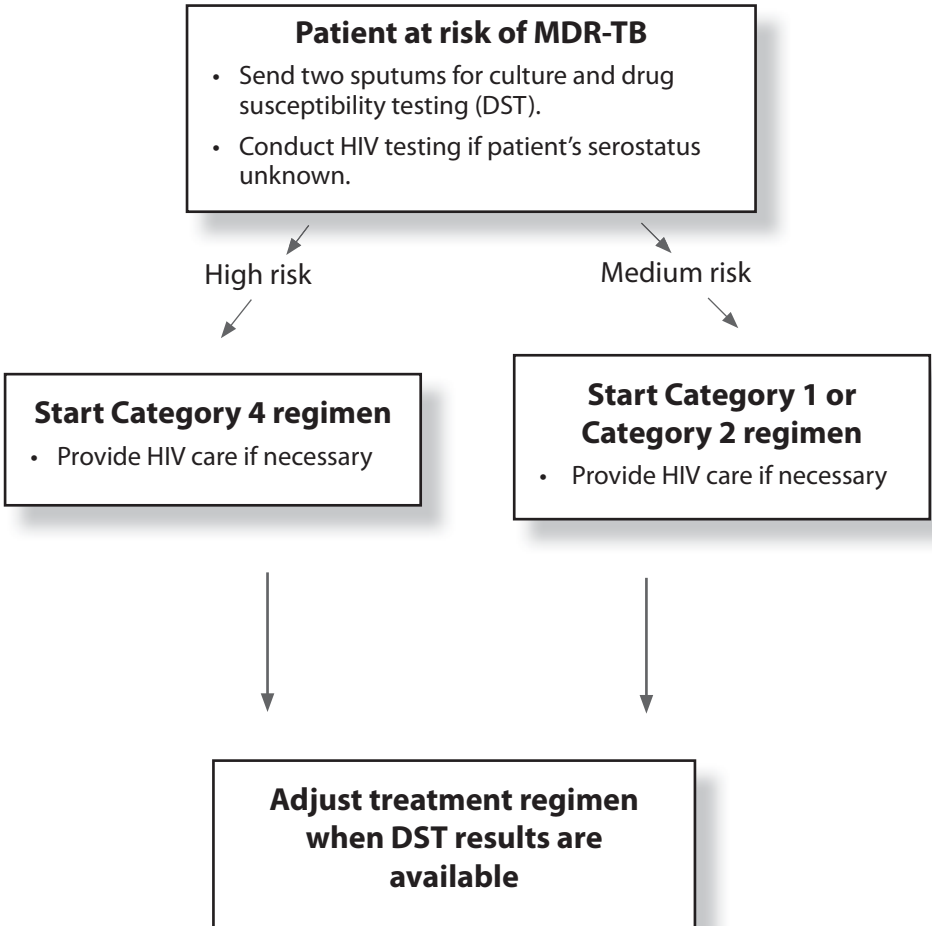 Patient at risk of MDR-TB
• Send two sputums for culture and drug
susceptibility testing (DST).
• Conduct HIV testing if patient's serostatus
unknown.
High risk
Medium risk
Start Category 4 regimen
• Provide HIV care if necessary
Start Category 1 or
Category 2 regimen
• Provide HIV care if necessary
Adjust treatment regimen
when DST results are
available